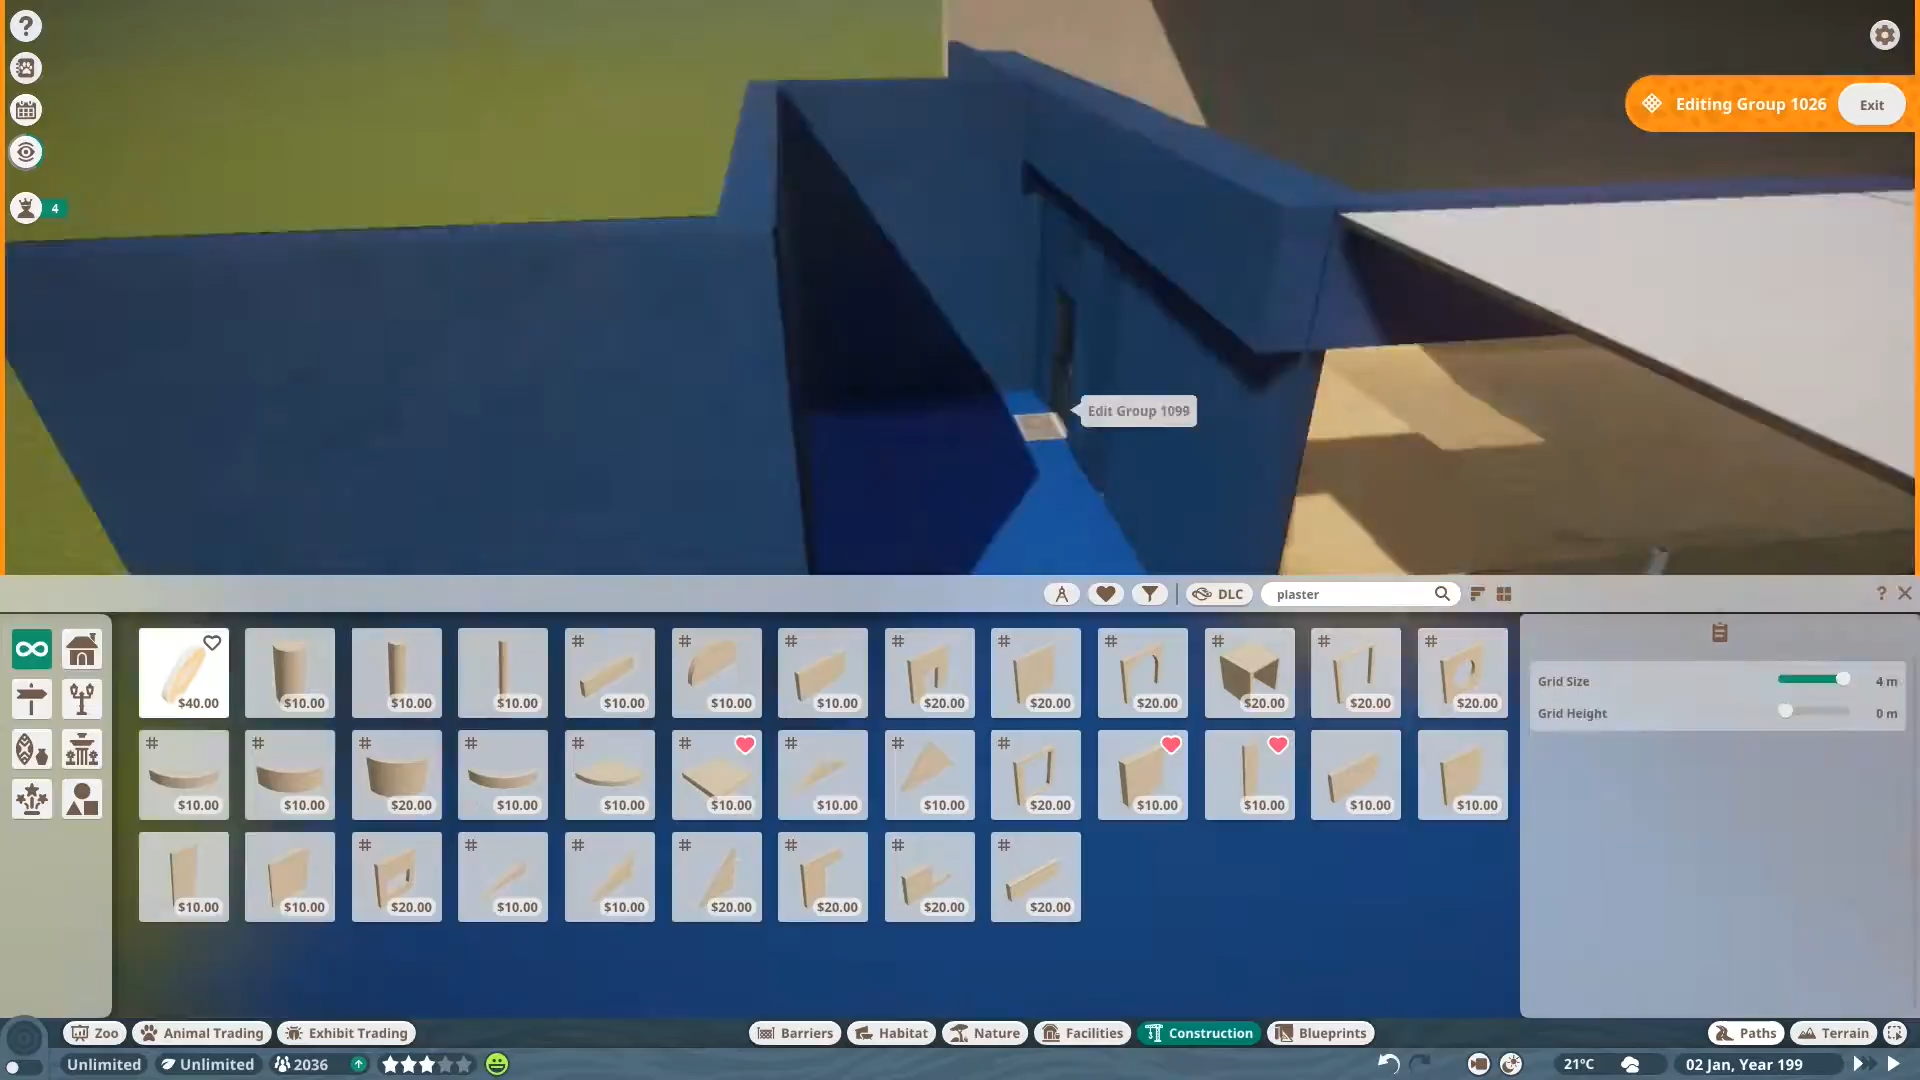 ?
4
Editing Group 1026 Exit
Edit Group 1099
DLC plaster ?
$40.00 $10.00 $10.00 $10.00 $10.00 $10.00 $10.00 $20.00 $20.00 $10.00 $20.00 $10.00 $20.00
$10.00 $10.00 $20.00 $10.00 $10.00 $10.00 $10.00 $10.00 $20.00 $10.00 $10.00 $10.00 $10.00
$10.00 $10.00 $20.00 $10.00 $10.00 $20.00 $20.00 $20.00 $20.00
Grid Size 4 m
Grid Height 0 m
Zoo Animal Trading Exhibit Trading Barriers Habitat Nature Facilities Construction Blueprints Paths Terrain
Unlimited Unlimited 2036 21°C 02 Jan, Year 199